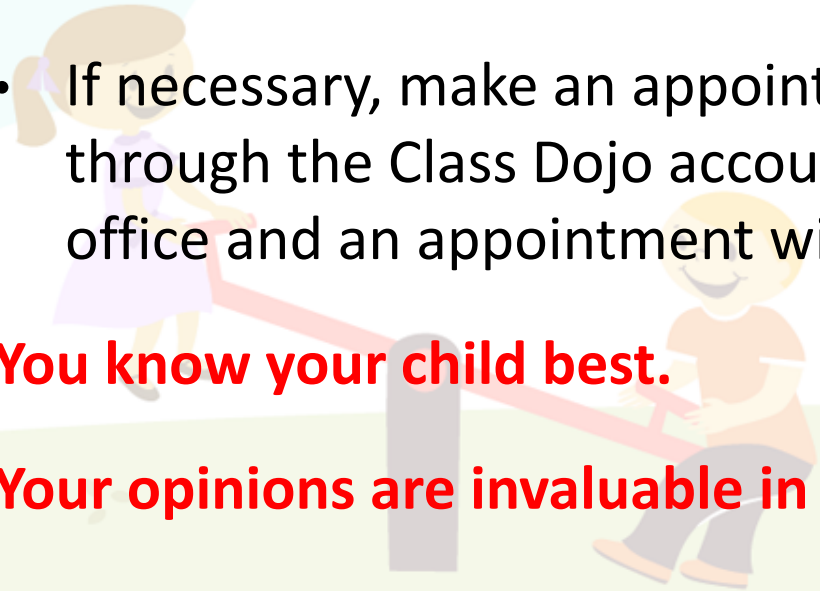 • If necessary, make an appoint
through the Class Dojo accou
office and an appointment wi
You know your child best.
Your opinions are invaluable in